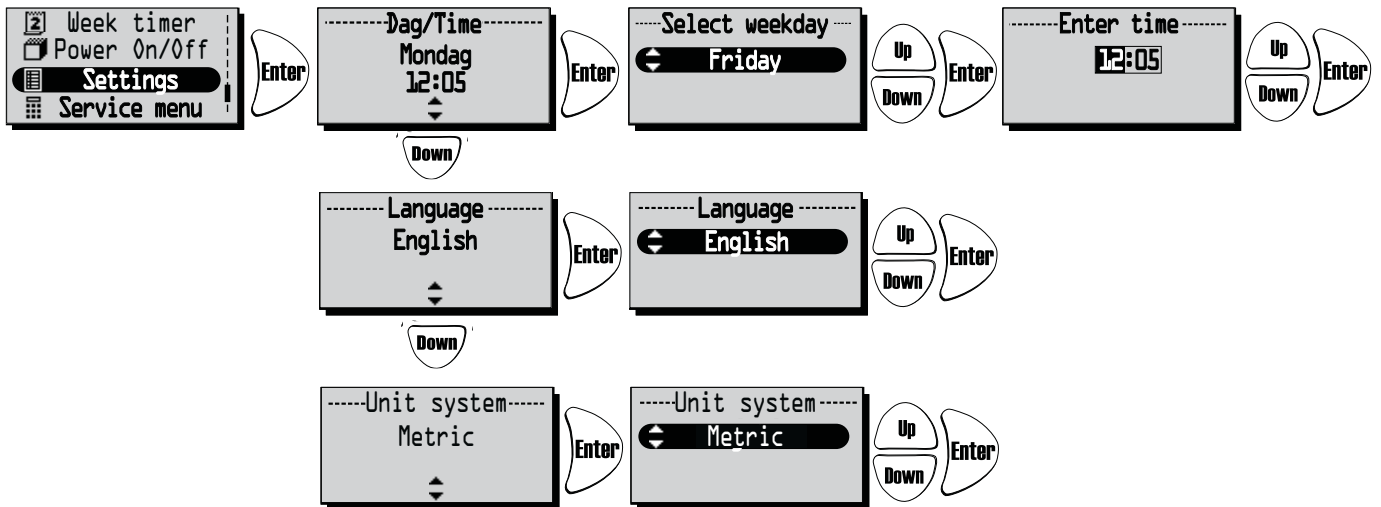 Week timer
Power On/Off
Settings
Service menu
Enter
Dag/Time
Mondag
12:05
Enter
Select weekday
Friday
Up
Down
Enter
Enter time
12:05
Up
Down
Enter
Down
Language
English
Enter
Language
English
Up
Down
Enter
Down
Unit system
Metric
Enter
Unit system
Metric
Up
Down
Enter